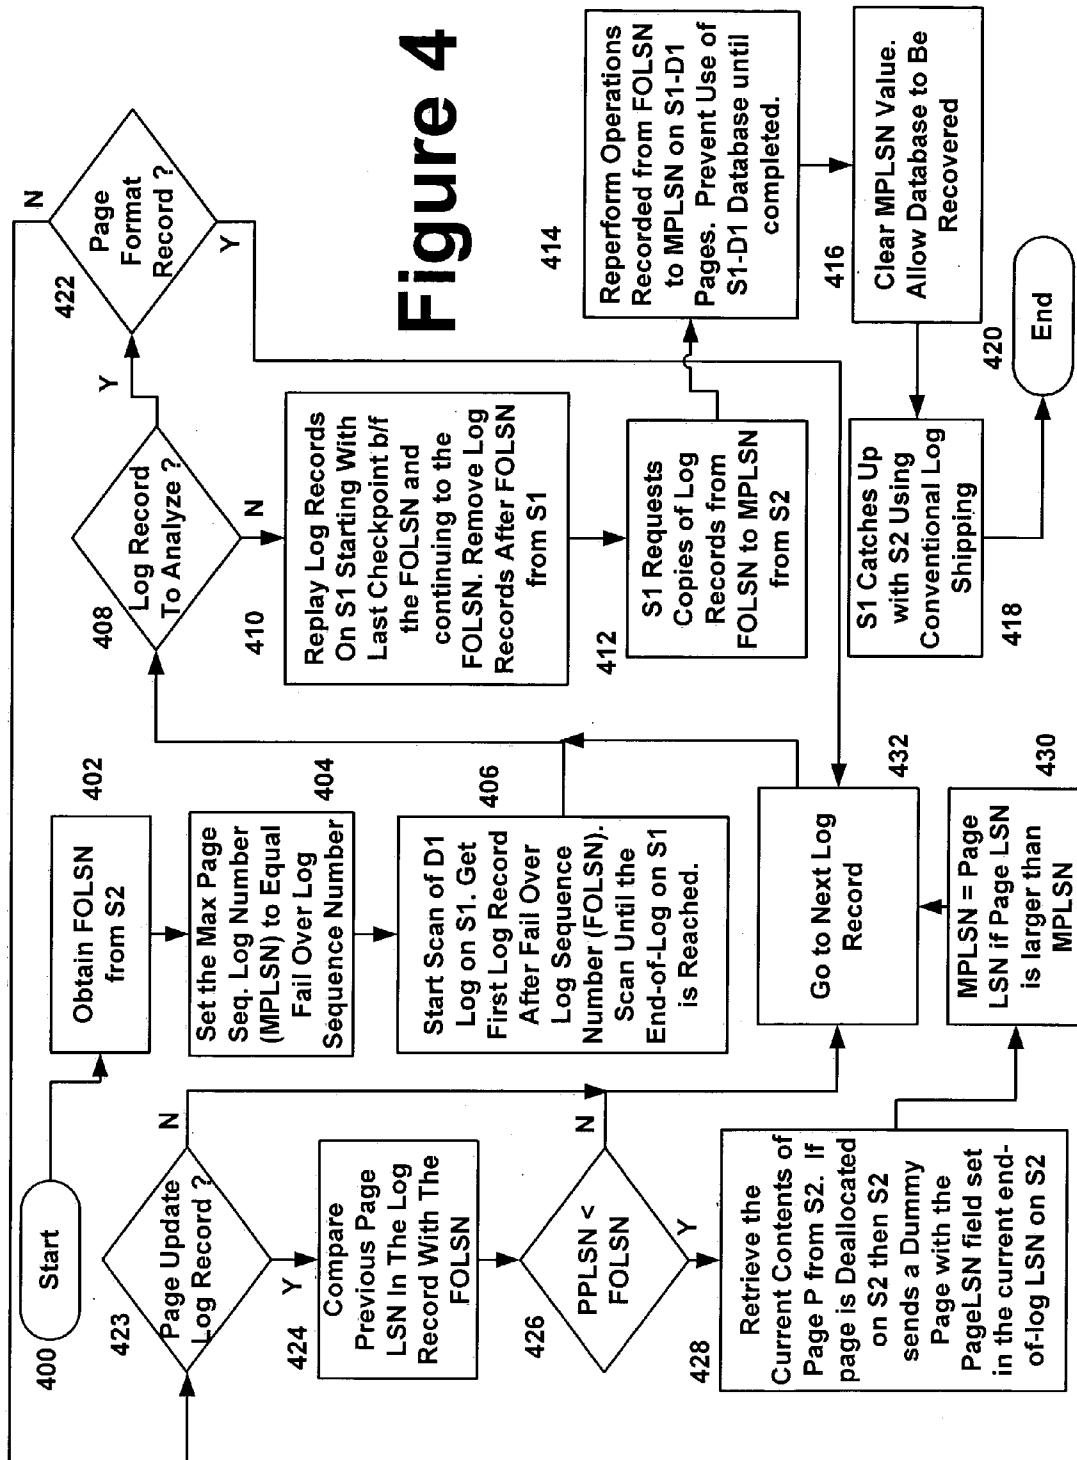 400
Start
402
Obtain FOLSN
from S2
404
Set the Max Page
Seq. Log Number
(MPLSN) to Equal
Fail Over Log
Sequence Number
406
Start Scan of D1
Log on S1. Get
First Log Record
After Fail Over
Log Sequence
Number (FOLSN).
Scan Until the
End-of-Log on S1
is Reached.
408
Log Record
To Analyze ?
Y
N
410
Replay Log Records
On S1 Starting With
Last Checkpoint b/f
the FOLSN and
continuing to the
FOLSN. Remove Log
Records After FOLSN
from S1
412
S1 Requests
Copies of Log
Records from
FOLSN to MPLSN
from S2
414
Reperform Operations
Recorded from FOLSN
to MPLSN on S1-D1
Pages. Prevent Use of
S1-D1 Database until
completed.
416
Clear MPLSN Value.
Allow Database to Be
Recovered
418
S1 Catches Up
with S2 Using
Conventional Log
Shipping
420
End
422
Page
Format
Record ?
N
Y
423
Page Update
Log Record ?
N
Y
424
Compare
Previous Page
LSN In The Log
Record With The
FOLSN
426
PPLSN <
FOLSN
N
Y
428
Retrieve the
Current Contents of
Page P from S2. If
page is Deallocated
on S2 then S2
sends a Dummy
Page with the
PageLSN field set
in the current end-
of-log LSN on S2
430
MPLSN = Page
LSN if Page LSN
is larger than
MPLSN
432
Go to Next Log
Record
Figure 4